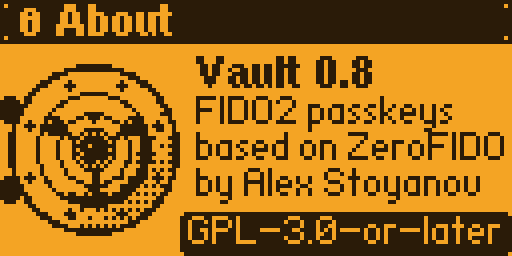 About
Vault 0.8
FIDO2 passkeys
based on ZeroFIDO
by Alex Stoyanov
GPL-3.0-or-later